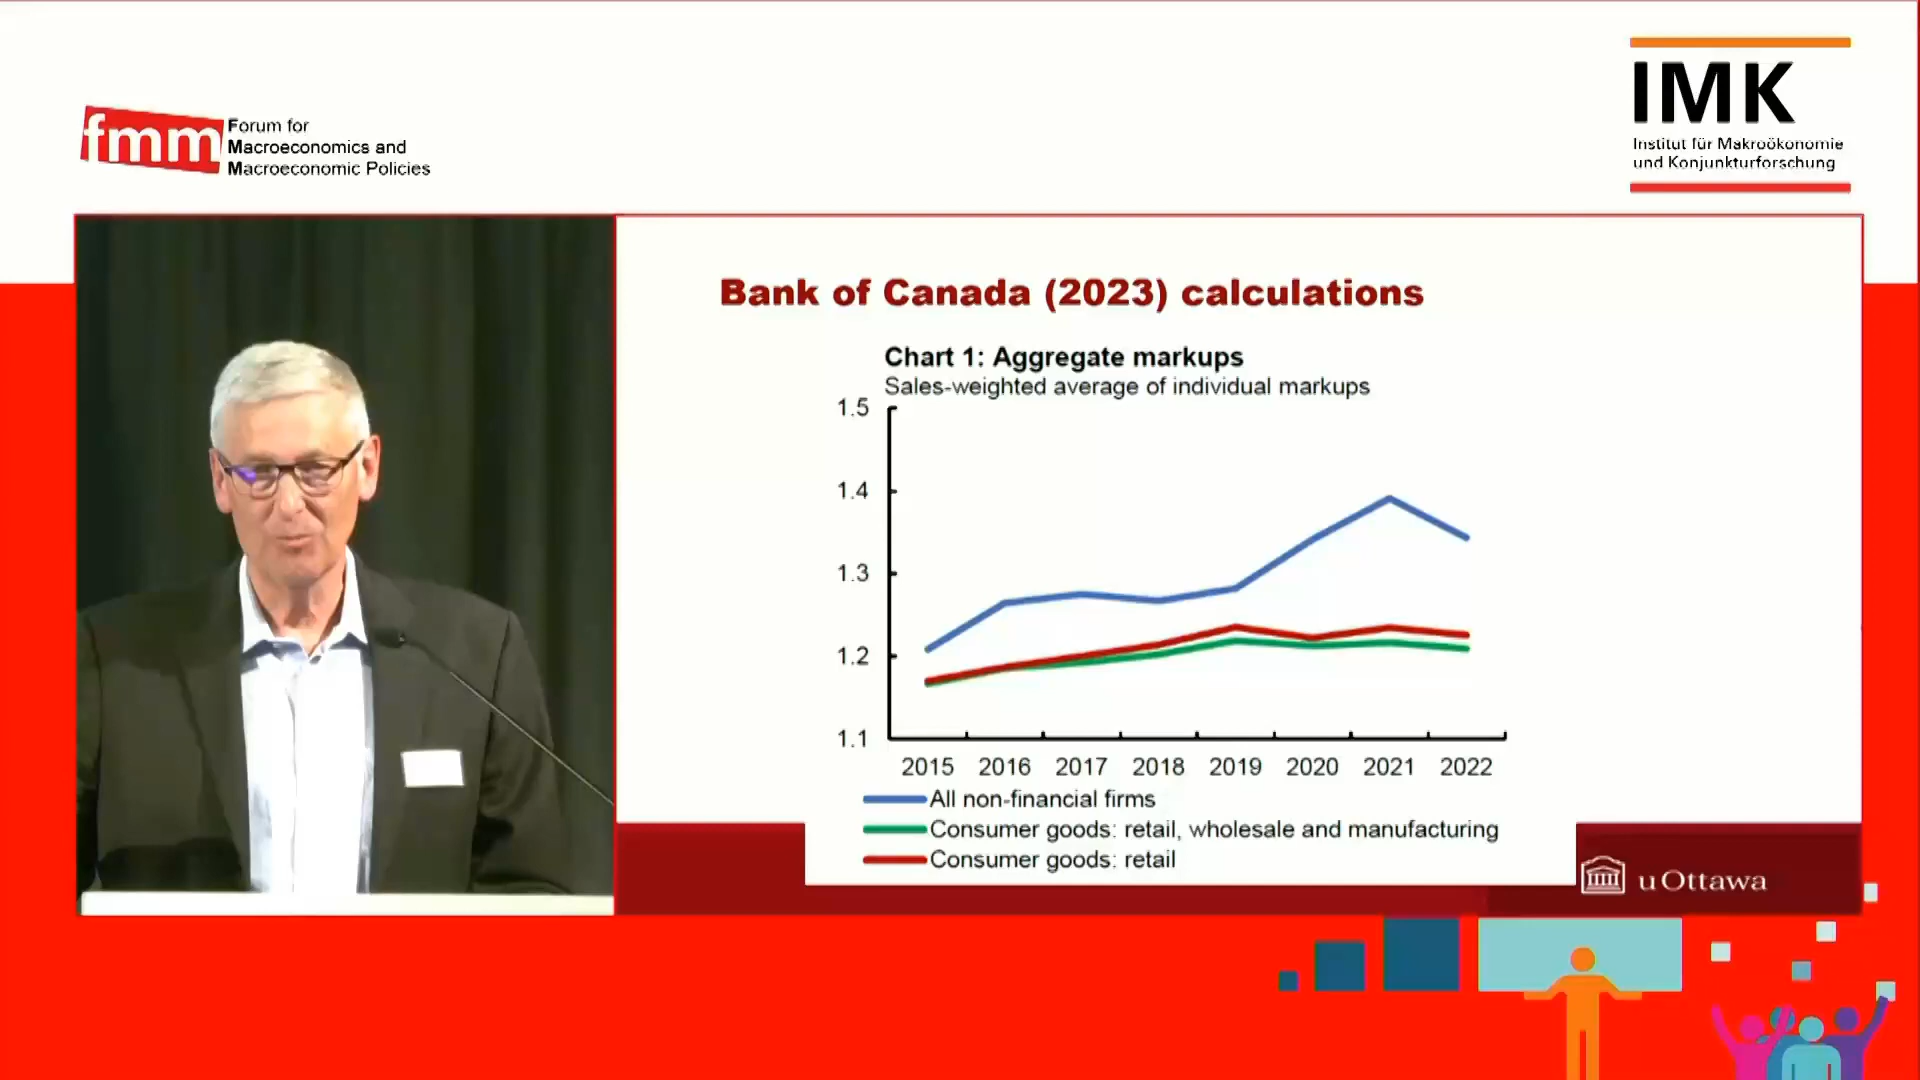 fmm
Forum for
Macroeconomics and
Macroeconomic Policies
IMK
Institut für Makroökonomie
und Konjunkturforschung
Bank of Canada (2023) calculations
Chart 1: Aggregate markups
Sales-weighted average of individual markups
1.5
1.4
1.3
1.2
1.1
2015 2016 2017 2018 2019 2020 2021 2022
All non-financial firms
Consumer goods: retail, wholesale and manufacturing
Consumer goods: retail
uOttawa